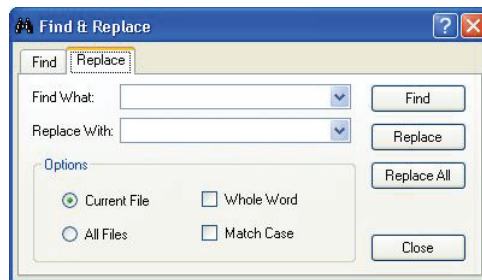 Find & Replace
Find Replace
Find What: Find
Replace With: Replace
Options Replace All
Current File Whole Word
All Files Match Case
Close